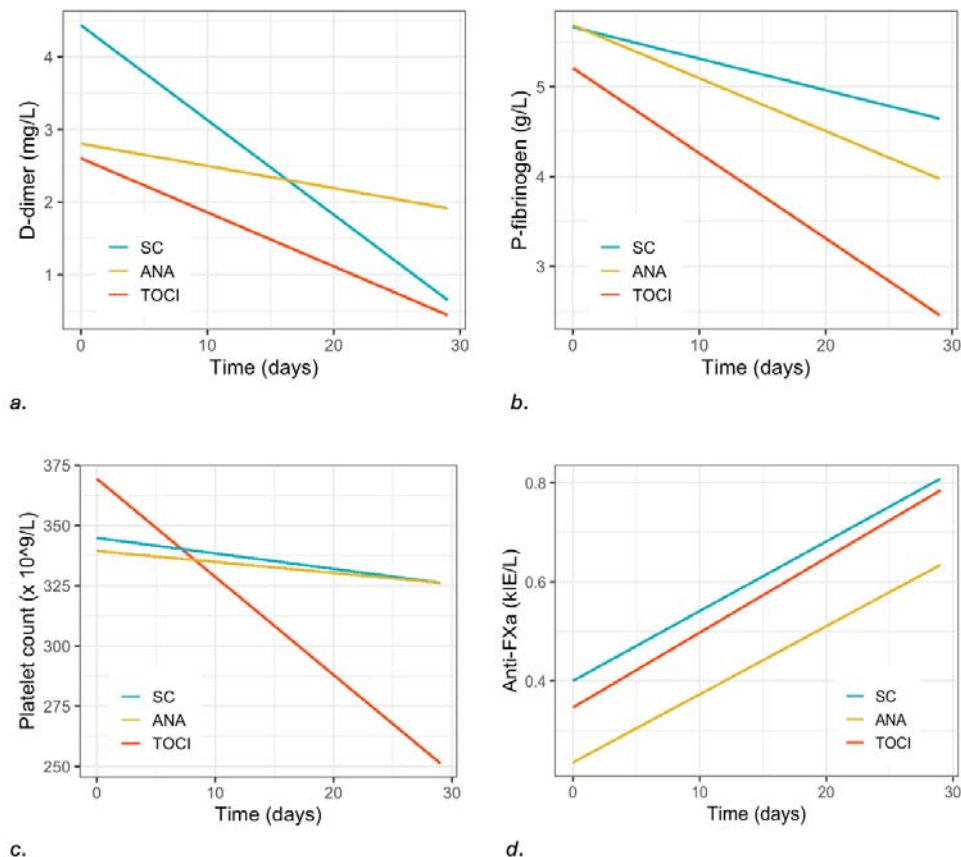 D-dimer (mg/L)
4
3
2
1
SC
ANA
TOCI
0 10 20 30
Time (days)
a.
P-fibrinogen (g/L)
5
4
3
SC
ANA
TOCI
0 10 20 30
Time (days)
b.
Platelet count (x 10^9/L)
375
350
325
300
275
250
SC
ANA
TOCI
0 10 20 30
Time (days)
c.
Anti-FXa (kIE/L)
0.8
0.6
0.4
SC
ANA
TOCI
0 10 20 30
Time (days)
d.